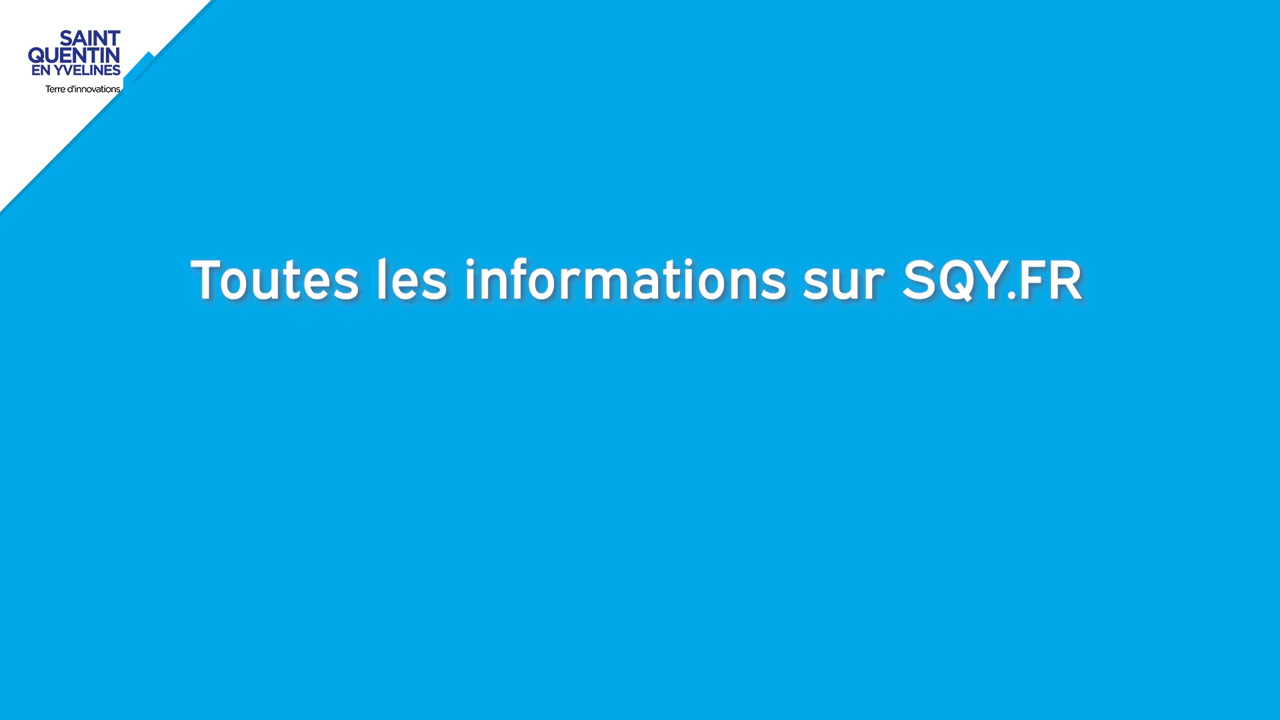 SAINT
QUENTIN
EN YVELINES
Terre d'innovations
Toutes les informations sur SQY.FR